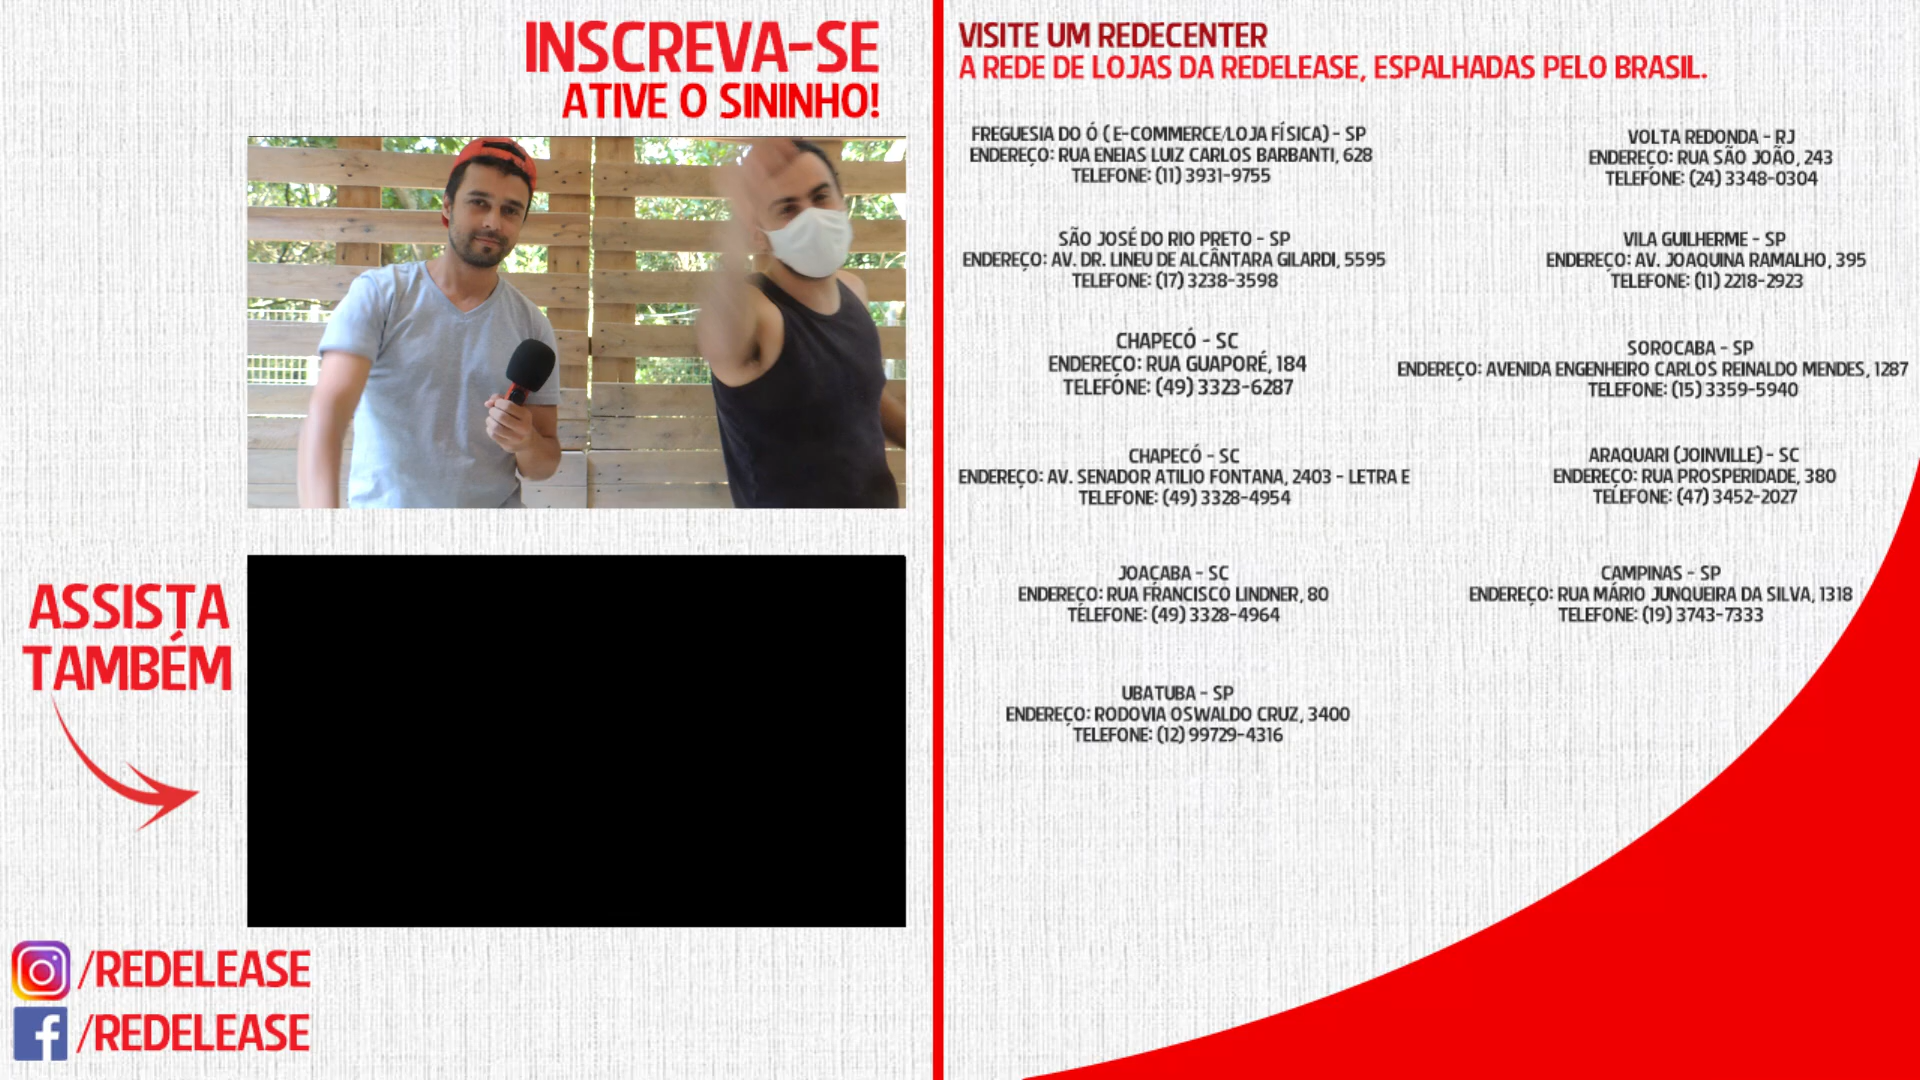 INSCREVA-SE
ATIVE O SININHO!
ASSISTA
TAMBÉM
/REDELEASE
/REDELEASE
VISITE UM REDECENTER
A REDE DE LOJAS DA REDELEASE, ESPALHADAS PELO BRASIL.
FREGUESIA DO Ó ( E-COMMERCE/LOJA FÍSICA) - SP
ENDEREÇO: RUA ENEIAS LUIZ CARLOS BARBANTI, 628
TELEFONE: (11) 3931-9755
SÃO JOSÉ DO RIO PRETO - SP
ENDEREÇO: AV. DR. LINEU DE ALCÂNTARA GILARDI, 5595
TELEFONE: (17) 3238-3598
CHAPECÓ - SC
ENDEREÇO: RUA GUAPORÉ, 184
TELEFONE: (49) 3323-6287
CHAPECÓ - SC
ENDEREÇO: AV. SENADOR ATILIO FONTANA, 2403 - LETRA E
TELEFONE: (49) 3328-4954
JOAÇABA - SC
ENDEREÇO: RUA FRANCISCO LINDNER, 80
TELEFONE: (49) 3328-4964
UBATUBA - SP
ENDEREÇO: RODOVIA OSWALDO CRUZ, 3400
TELEFONE: (12) 99729-4316
VOLTA REDONDA - RJ
ENDEREÇO: RUA SÃO JOÃO, 243
TELEFONE: (24) 3348-0304
VILA GUILHERME - SP
ENDEREÇO: AV. JOAQUINA RAMALHO, 395
TELEFONE: (11) 2218-2923
SOROCABA - SP
ENDEREÇO: AVENIDA ENGENHEIRO CARLOS REINALDO MENDES, 1287
TELEFONE: (15) 3359-5940
ARAQUARI (JOINVILLE) - SC
ENDEREÇO: RUA PROSPERIDADE, 380
TELEFONE: (47) 3452-2027
CAMPINAS - SP
ENDEREÇO: RUA MÁRIO JUNQUEIRA DA SILVA, 1318
TELEFONE: (19) 3743-7333